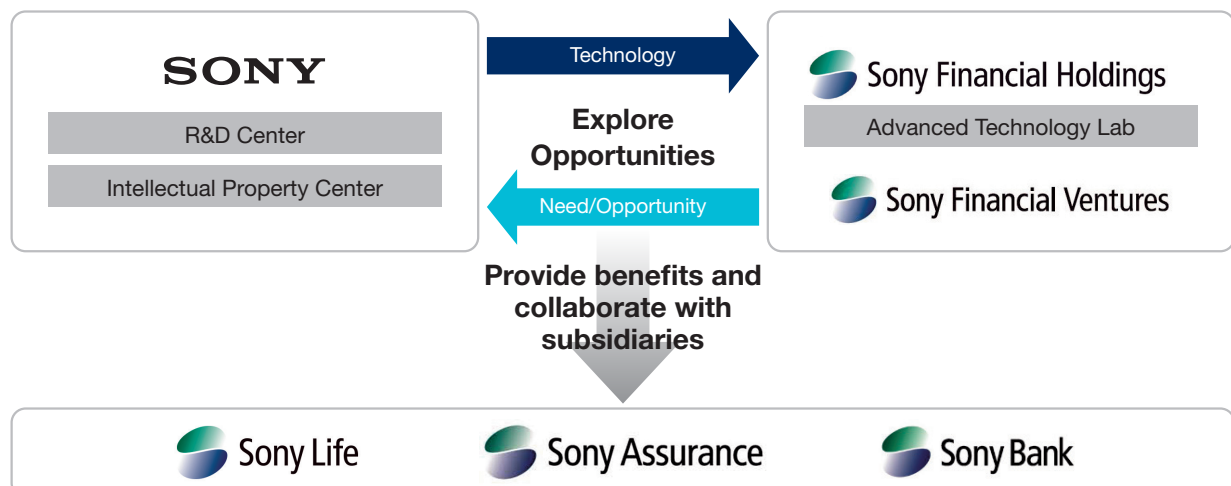 SONY
R&D Center
Intellectual Property Center
Technology
Explore
Opportunities
Need/Opportunity
Sony Financial Holdings
Advanced Technology Lab
Sony Financial Ventures
Provide benefits and
collaborate with
subsidiaries
Sony Life
Sony Assurance
Sony Bank